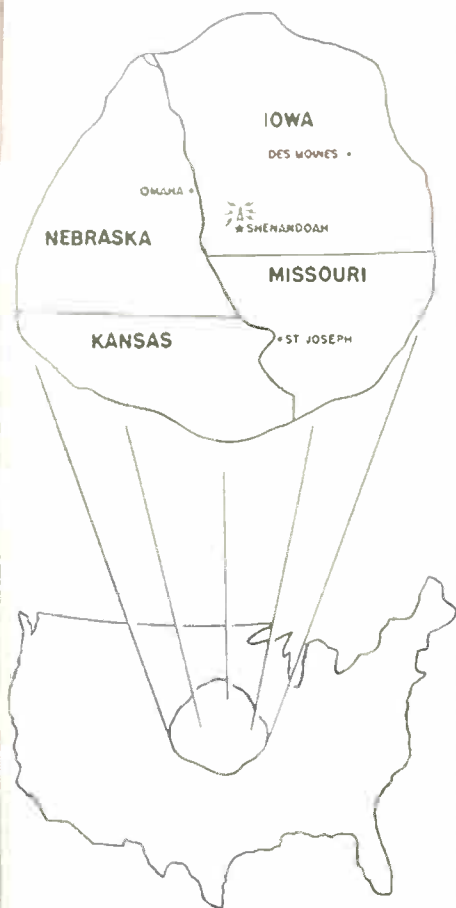 IOWA
DES MOINES
OMAHA
SHENANDOAH
NEBRASKA
MISSOURI
KANSAS
ST JOSEPH